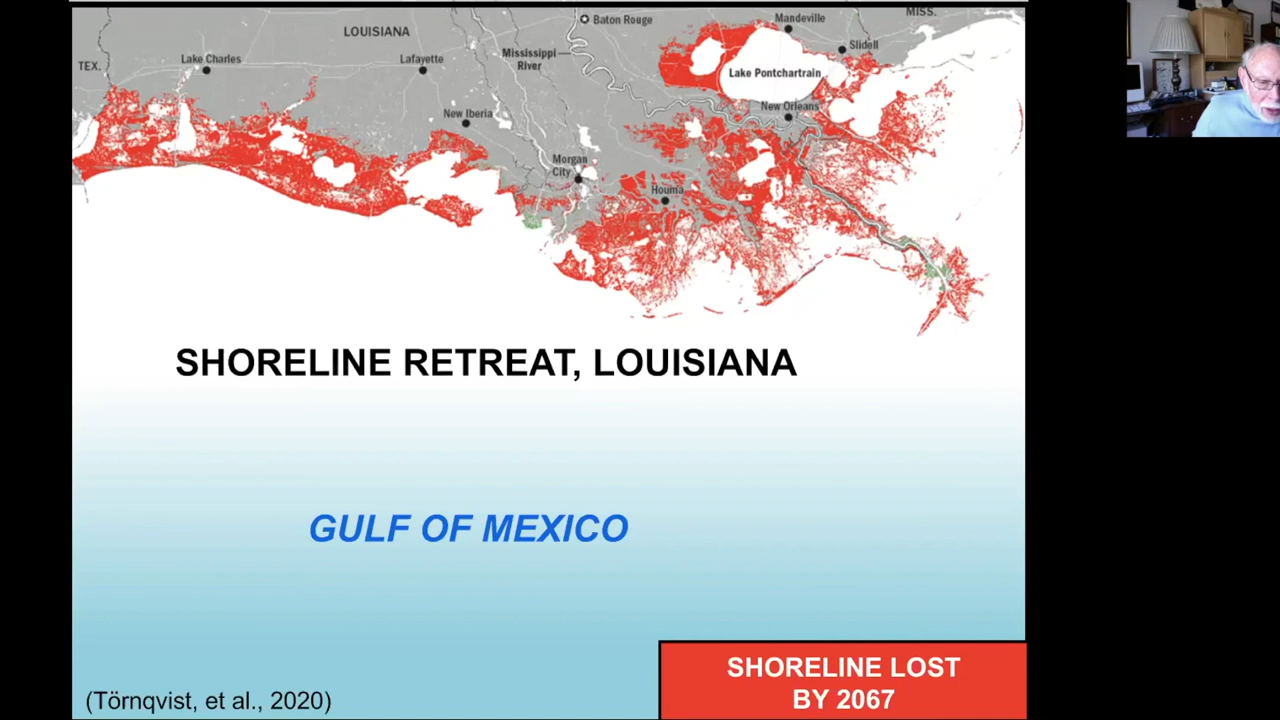 Baton Rouge
Mandeville
MISS.
LOUISIANA
Slidell
Mississippi
River
TEX.
Lake Charles
Lafayette
Lake Pontchartrain
New Iberia
New Orleans
Morgan
City
Houma
SHORELINE RETREAT, LOUISIANA
GULF OF MEXICO
SHORELINE LOST
BY 2067
(Törnqvist, et al., 2020)